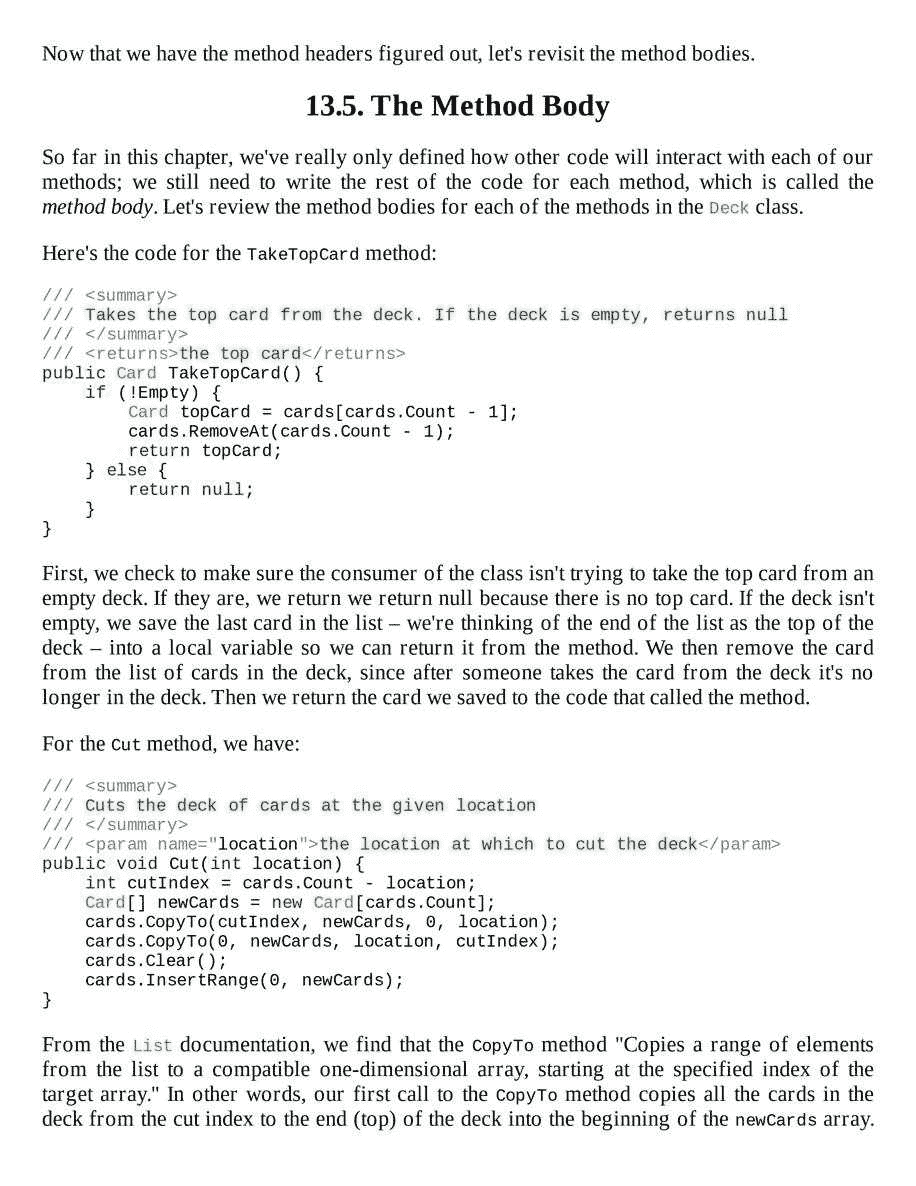 Now that we have the method headers figured out, let's revisit the method bodies.
13.5. The Method Body
So far in this chapter, we've really only defined how other code will interact with each of our
methods; we still need to write the rest of the code for each method, which is called the
method body. Let's review the method bodies for each of the methods in the Deck class.
Here's the code for the TakeTopCard method:
/// <summary>
/// Takes the top card from the deck. If the deck is empty, returns null
/// </summary>
/// <returns>the top card</returns>
public Card TakeTopCard() {
    if (!Empty) {
        Card topCard = cards[cards.Count - 1];
        cards.RemoveAt(cards.Count - 1);
        return topCard;
    } else {
        return null;
    }
}
First, we check to make sure the consumer of the class isn't trying to take the top card from an
empty deck. If they are, we return we return null because there is no top card. If the deck isn't
empty, we save the last card in the list – we're thinking of the end of the list as the top of the
deck – into a local variable so we can return it from the method. We then remove the card
from the list of cards in the deck, since after someone takes the card from the deck it's no
longer in the deck. Then we return the card we saved to the code that called the method.
For the Cut method, we have:
/// <summary>
/// Cuts the deck of cards at the given location
/// </summary>
/// <param name="location">the location at which to cut the deck</param>
public void Cut(int location) {
    int cutIndex = cards.Count - location;
    Card[] newCards = new Card[cards.Count];
    cards.CopyTo(cutIndex, newCards, 0, location);
    cards.CopyTo(0, newCards, location, cutIndex);
    cards.Clear();
    cards.InsertRange(0, newCards);
}
From the List documentation, we find that the CopyTo method "Copies a range of elements
from the list to a compatible one-dimensional array, starting at the specified index of the
target array." In other words, our first call to the CopyTo method copies all the cards in the
deck from the cut index to the end (top) of the deck into the beginning of the newCards array.